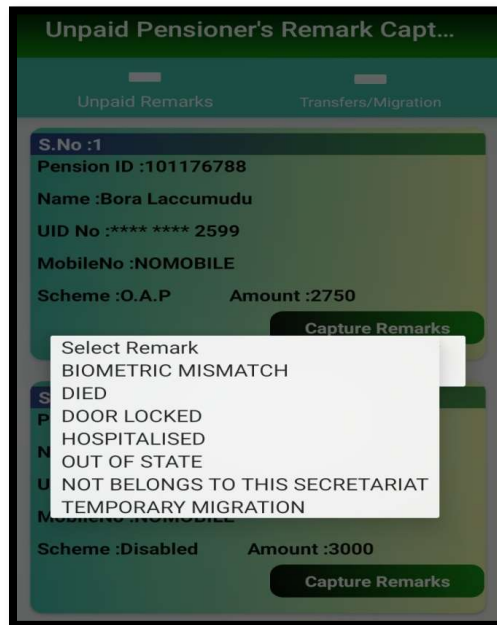 Unpaid Pensioner's Remark Capt...
Unpaid Remarks Transfers/Migration
S.No :1
Pension ID :101176788
Name :Bora Laccumudu
UID No :**** **** 2599
MobileNo :NOMOBILE
Scheme :O.A.P Amount :2750
Capture Remarks
Select Remark
BIOMETRIC MISMATCH
DIED
DOOR LOCKED
HOSPITALISED
OUT OF STATE
NOT BELONGS TO THIS SECRETARIAT
TEMPORARY MIGRATION
MobileNo :NOMOBILE
Scheme :Disabled Amount :3000
Capture Remarks